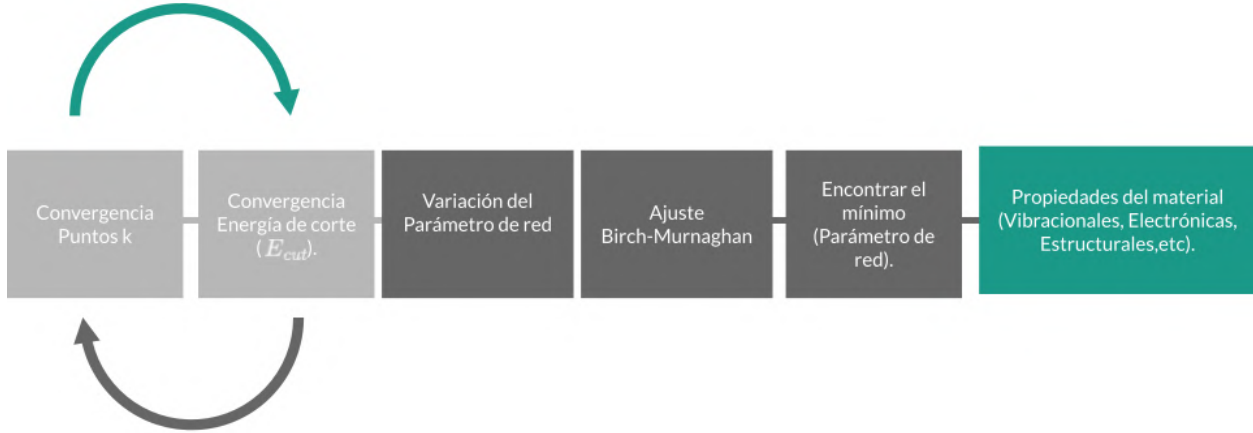 Convergencia
Puntos k
Convergencia
Energía de corte
(E_cut).
Variación del
Parámetro de red
Ajuste
Birch-Murnaghan
Encontrar el
mínimo
(Parámetro de
red).
Propiedades del material
(Vibracionales, Electrónicas,
Estructurales,etc).